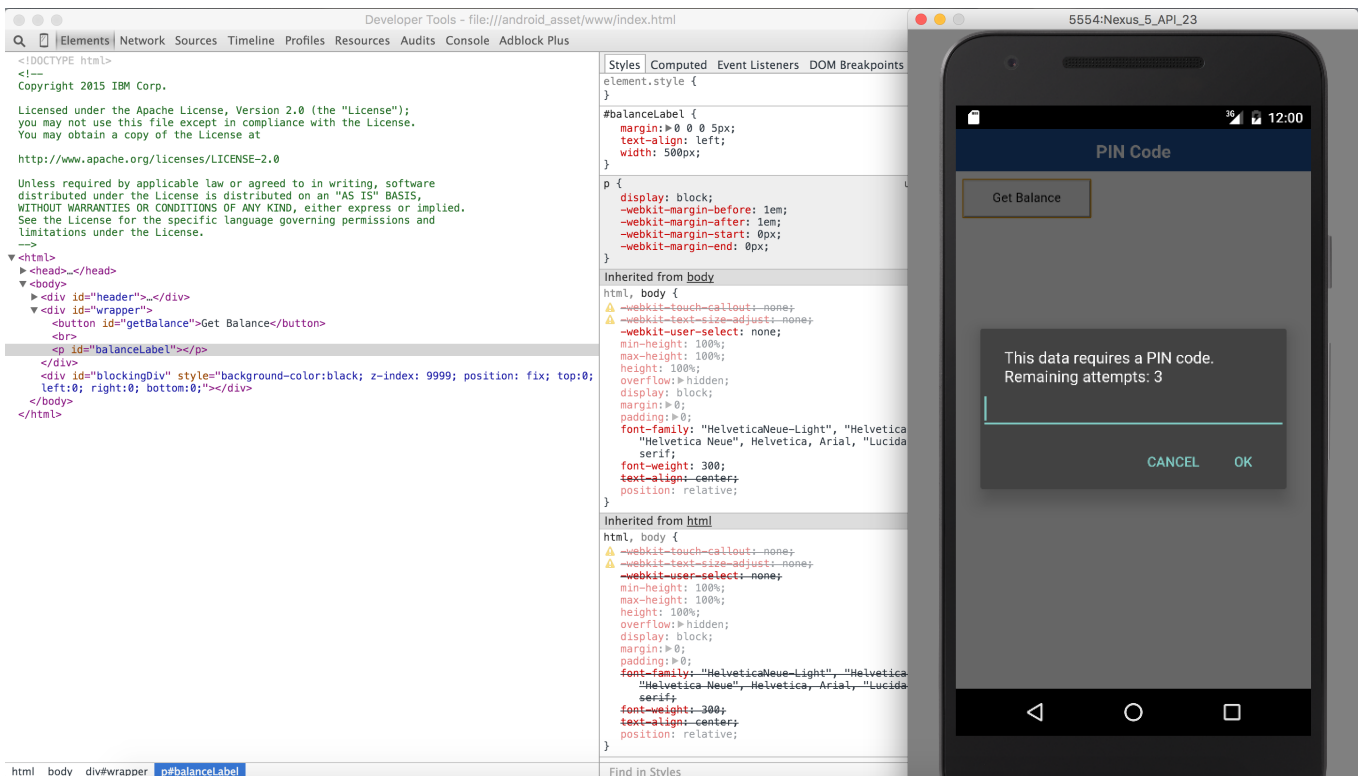 Developer Tools - file:///android_asset/www/index.html
Elements Network Sources Timeline Profiles Resources Audits Console Adblock Plus
<!DOCTYPE html>
<!--
Copyright 2015 IBM Corp.
Licensed under the Apache License, Version 2.0 (the "License");
you may not use this file except in compliance with the License.
You may obtain a copy of the License at
http://www.apache.org/licenses/LICENSE-2.0
Unless required by applicable law or agreed to in writing, software
distributed under the License is distributed on an "AS IS" BASIS,
WITHOUT WARRANTIES OR CONDITIONS OF ANY KIND, either express or implied.
See the License for the specific language governing permissions and
limitations under the License.
-->
<html>
<head>…</head>
<body>
<div id="header">…</div>
<div id="wrapper">
<button id="getBalance">Get Balance</button>
<br>
<p id="balanceLabel"></p>
</div>
<div id="blockingDiv" style="background-color:black; z-index: 9999; position: fix; top:0;
left:0; right:0; bottom:0;"></div>
</body>
</html>
html body div#wrapper p#balanceLabel
Styles Computed Event Listeners DOM Breakpoints
element.style {
}
#balanceLabel {
margin: 0 0 0 5px;
text-align: left;
width: 500px;
}
p {
display: block;
-webkit-margin-before: 1em;
-webkit-margin-after: 1em;
-webkit-margin-start: 0px;
-webkit-margin-end: 0px;
}
Inherited from body
html, body {
-webkit-touch-callout: none;
-webkit-text-size-adjust: none;
-webkit-user-select: none;
min-height: 100%;
max-height: 100%;
height: 100%;
overflow: hidden;
display: block;
margin: 0;
padding: 0;
font-family: "HelveticaNeue-Light", "Helvetica
"Helvetica Neue", Helvetica, Arial, "Lucida
serif;
font-weight: 300;
text-align: center;
position: relative;
}
Inherited from html
html, body {
-webkit-touch-callout: none;
-webkit-text-size-adjust: none;
-webkit-user-select: none;
min-height: 100%;
max-height: 100%;
height: 100%;
overflow: hidden;
display: block;
margin: 0;
padding: 0;
font-family: "HelveticaNeue-Light", "Helvetica
"Helvetica Neue", Helvetica, Arial, "Lucida
serif;
font-weight: 300;
text-align: center;
position: relative;
}
Find in Styles
5554:Nexus_5_API_23
3G 12:00
PIN Code
Get Balance
This data requires a PIN code.
Remaining attempts: 3
CANCEL OK